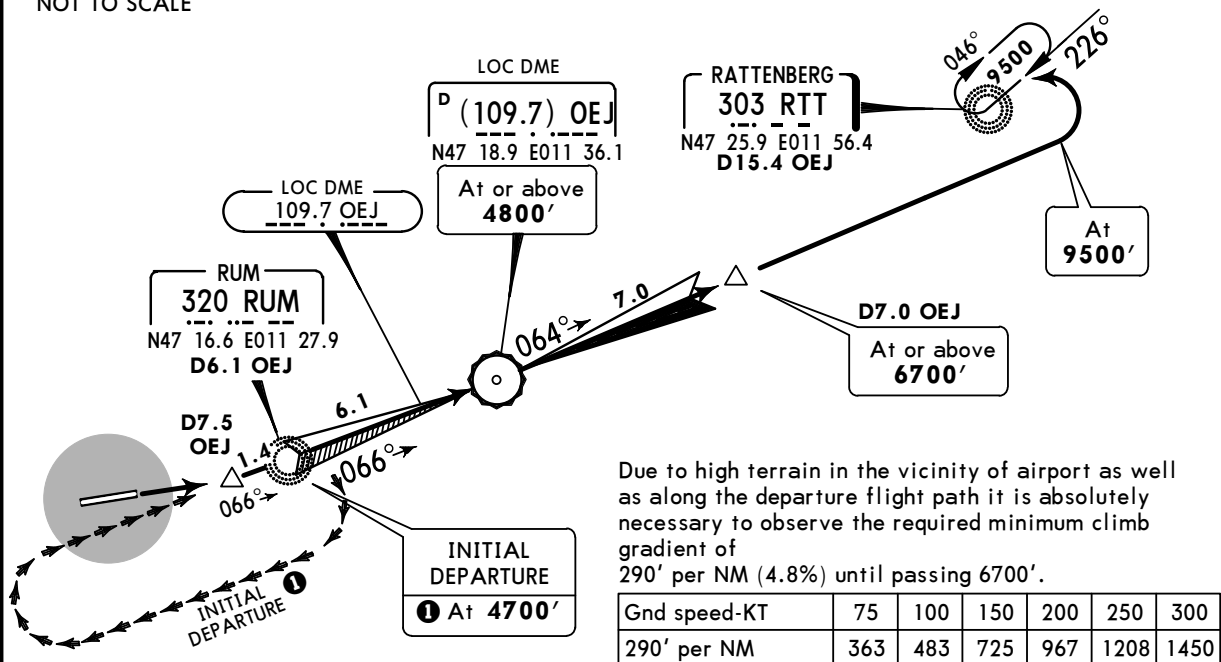 NOT TO SCALE
LOC DME
D (109.7) OEJ
N47 18.9 E011 36.1
At or above
4800′
RATTENBERG
303 RTT
N47 25.9 E011 56.4
D15.4 OEJ
046°
9500
226°
At
9500′
LOC DME
109.7 OEJ
RUM
320 RUM
N47 16.6 E011 27.9
D6.1 OEJ
D7.0 OEJ
At or above
6700′
064°
7.0
6.1
D7.5
OEJ
1.4
066°
066°
INITIAL
DEPARTURE
1 At 4700′
INITIAL
DEPARTURE 1
Due to high terrain in the vicinity of airport as well
as along the departure flight path it is absolutely
necessary to observe the required minimum climb
gradient of
290′ per NM (4.8%) until passing 6700′.
Gnd speed-KT 75 100 150 200 250 300
290′ per NM 363 483 725 967 1208 1450